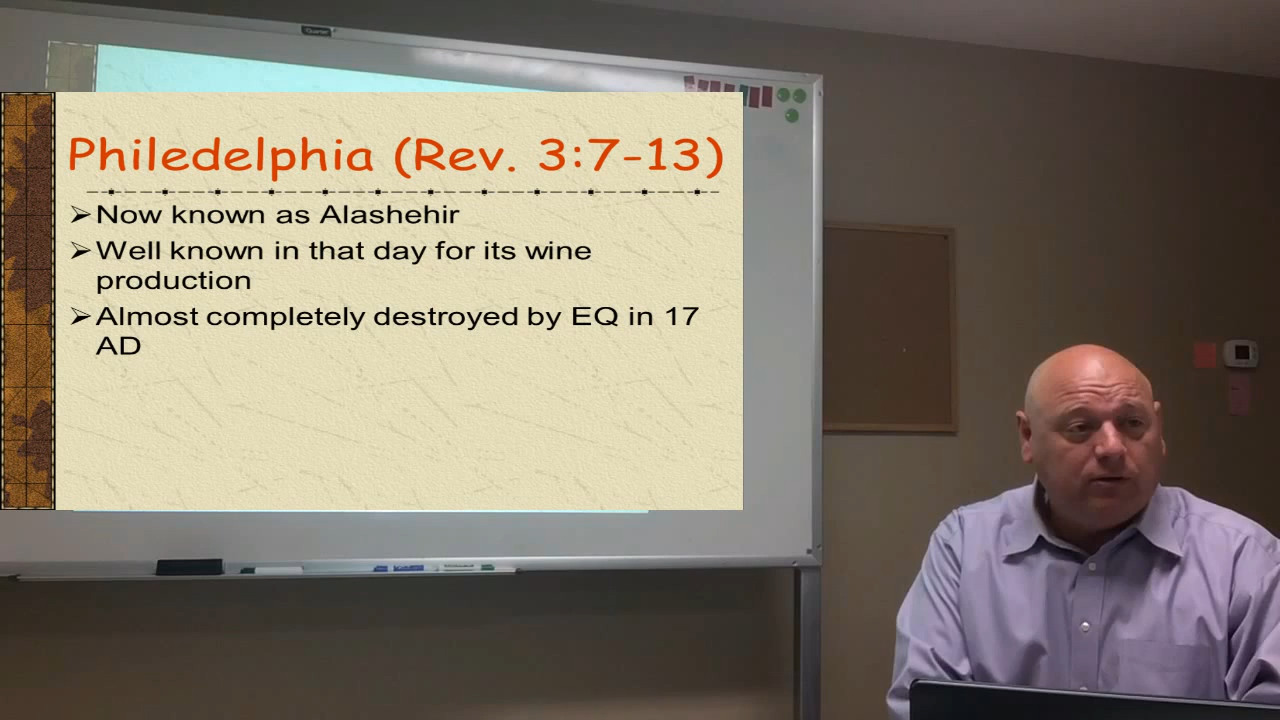 Philedelphia (Rev. 3:7-13)
Now known as Alashehir
Well known in that day for its wine
production
Almost completely destroyed by EQ in 17
AD